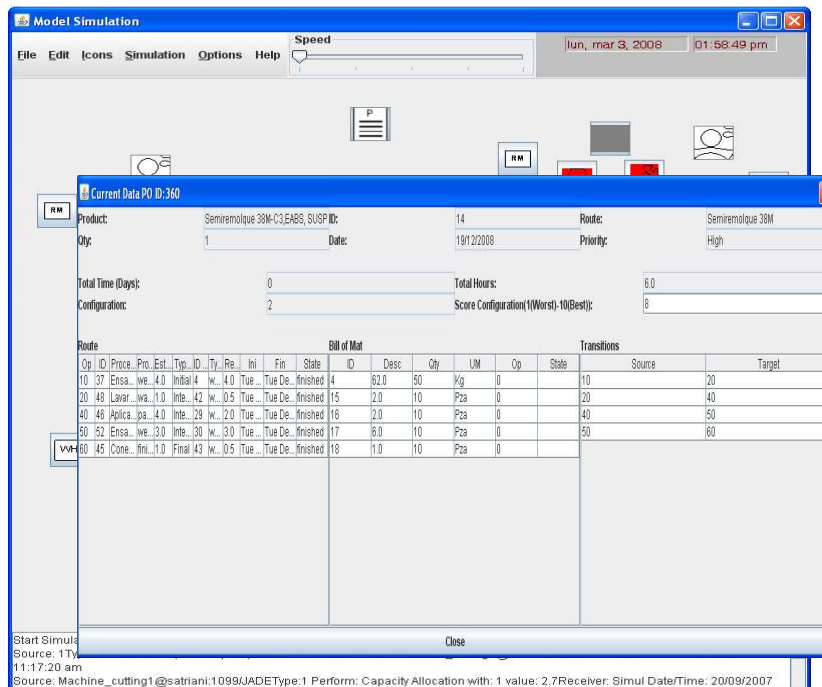 Model Simulation
File Edit Icons Simulation Options Help
Speed
lun, mar 3, 2008 01:58:49 pm
P
RM
RM
Current Data PO ID:360
Product: Semirremolque 38M-C3,EABS, SUSP ID: 14 Route: Semirremolque 38M
Qty: 1 Date: 19/12/2008 Priority: High
Total Time (Days): 0 Total Hours: 6.0
Configuration: 2 Score Configuration(1(Worst)-10(Best)): 8
Route Bill of Mat Transitions
Op ID Proce... Pro... Est... Typ... ID ... Ty... Re... Ini Fin State ID Desc Qty UM Op State Source Target
10 37 Ensa... we... 4.0 Initial 4 w... 4.0 Tue ... Tue De... finished 4 62.0 50 Kg 0 10 20
20 48 Lavar ... wa... 1.0 Inte... 42 w... 0.5 Tue ... Tue De... finished 15 2.0 10 Pza 0 20 40
40 46 Aplica... pa... 4.0 Inte... 29 w... 2.0 Tue ... Tue De... finished 16 2.0 10 Pza 0 40 50
50 52 Ensa... we... 3.0 Inte... 30 w... 3.0 Tue ... Tue De... finished 17 6.0 10 Pza 0 50 60
60 45 Cone... fini... 1.0 Final 43 w... 0.5 Tue ... Tue De... finished 18 1.0 10 Pza 0
Close
Start Simula
Source: 1Ty
11:17:20 am
Source: Machine_cutting1@satriani:1099/JADEType:1 Perform: Capacity Allocation with: 1 value: 2.7Receiver: Simul Date/Time: 20/09/2007